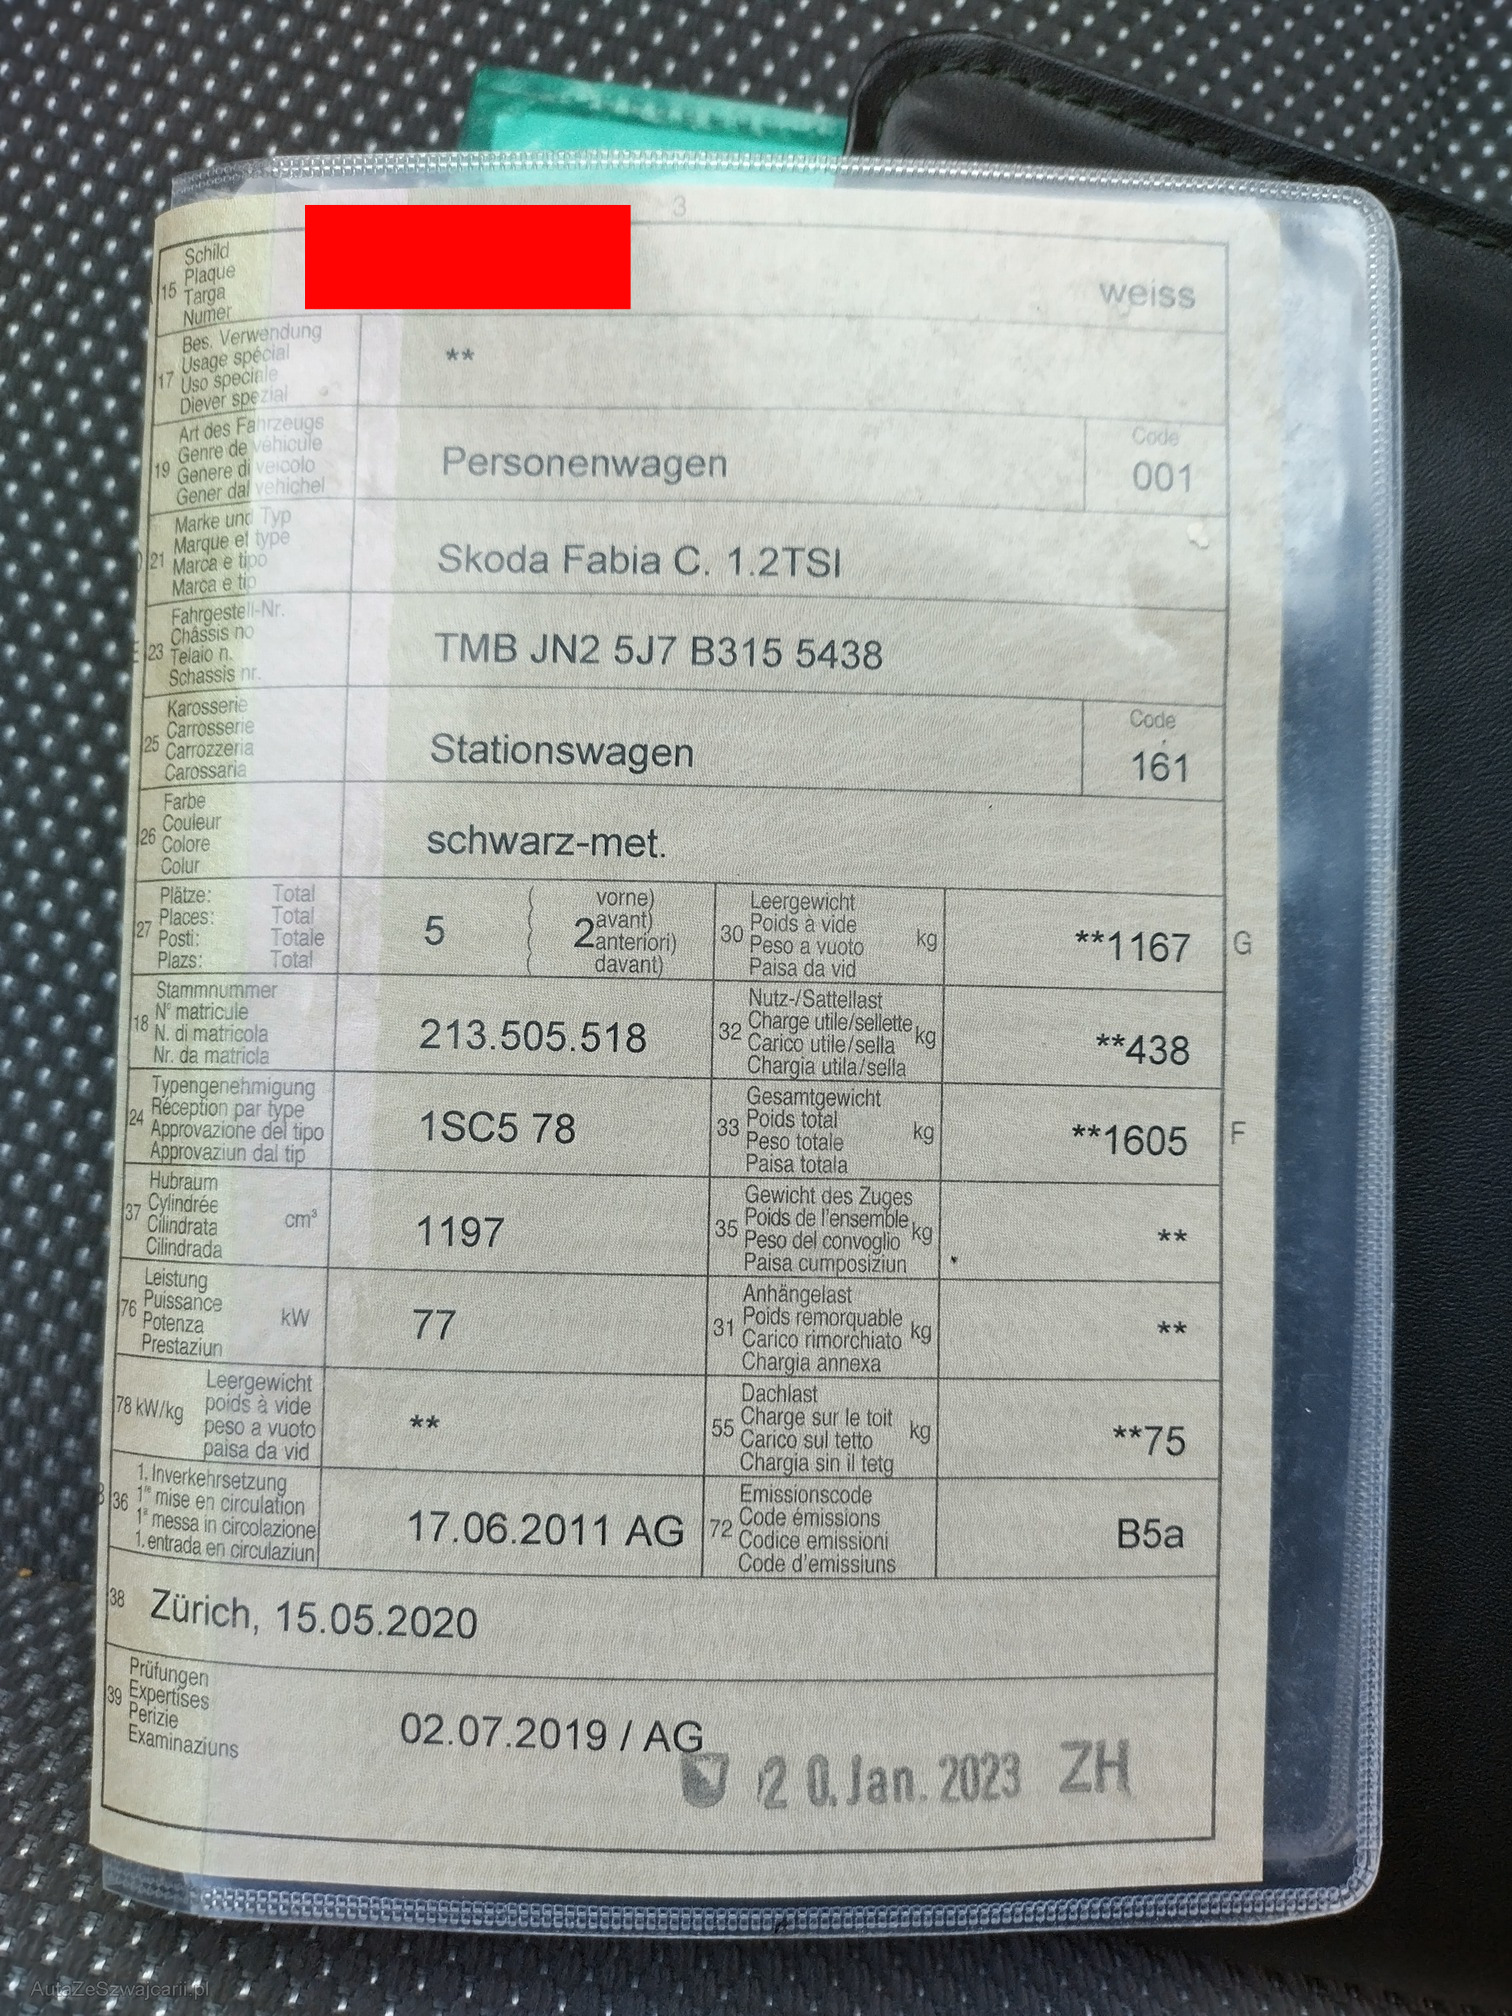 3
15 Schild
Plaque
Targa
Numer
weiss
17 Bes. Verwendung
Usage spécial
Uso speciale
Diever spezial
**
19 Art des Fahrzeugs
Genre de véhicule
Genere di veicolo
Gener dal vehichel
Personenwagen
Code
001
21 Marke und Typ
Marque et type
Marca e tipo
Marca e tip
Skoda Fabia C. 1.2TSI
23 Fahrgestell-Nr.
Châssis no
Telaio n.
Schassis nr.
TMB JN2 5J7 B315 5438
25 Karosserie
Carrosserie
Carrozzeria
Carossaria
Stationswagen
Code
161
26 Farbe
Couleur
Colore
Colur
schwarz-met.
27 Plätze: Total
Places: Total
Posti: Totale
Plazs: Total
5
( vorne)
( 2 avant)
( anteriori)
( davant)
30 Leergewicht
Poids à vide
Peso a vuoto
Paisa da vid
kg
**1167
G
18 Stammnummer
N° matricule
N. di matricola
Nr. da matricla
213.505.518
32 Nutz-/Sattellast
Charge utile/sellette
Carico utile/sella
Chargia utila/sella
kg
**438
24 Typengenehmigung
Réception par type
Approvazione del tipo
Approvaziun dal tip
1SC5 78
33 Gesamtgewicht
Poids total
Peso totale
Paisa totala
kg
**1605
F
37 Hubraum
Cylindrée
Cilindrata
Cilindrada
cm³
1197
35 Gewicht des Zuges
Poids de l'ensemble
Peso del convoglio
Paisa cumposiziun
kg
**
76 Leistung
Puissance
Potenza
Prestaziun
kW
77
31 Anhängelast
Poids remorquable
Carico rimorchiato
Chargia annexa
kg
**
78 kW/kg Leergewicht
poids à vide
peso a vuoto
paisa da vid
**
55 Dachlast
Charge sur le toit
Carico sul tetto
Chargia sin il tetg
kg
**75
36 1. Inverkehrsetzung
1re mise en circulation
1a messa in circolazione
1. entrada en circulaziun
17.06.2011 AG
72 Emissionscode
Code émissions
Codice emissioni
Code d'emissiuns
B5a
38 Zürich, 15.05.2020
39 Prüfungen
Expertises
Perizie
Examinaziuns
02.07.2019 / AG
20. Jan. 2023 ZH
AutaZeSzwajcarii.pl